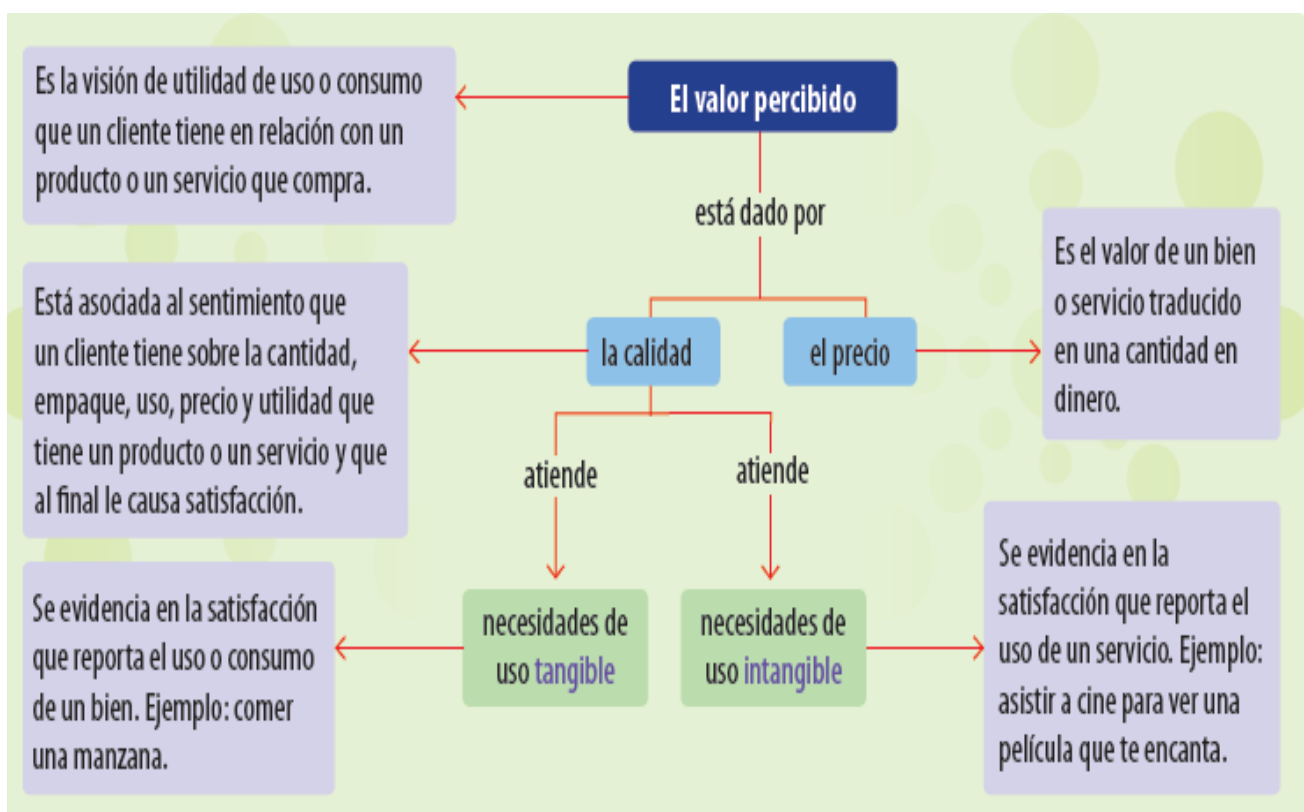 El valor percibido
Es la visión de utilidad de uso o consumo
que un cliente tiene en relación con un
producto o un servicio que compra.
está dado por
la calidad
el precio
Es el valor de un bien
o servicio traducido
en una cantidad en
dinero.
Está asociada al sentimiento que
un cliente tiene sobre la cantidad,
empaque, uso, precio y utilidad que
tiene un producto o un servicio y que
al final le causa satisfacción.
atiende
atiende
necesidades de
uso tangible
necesidades de
uso intangible
Se evidencia en la satisfacción
que reporta el uso o consumo
de un bien. Ejemplo: comer
una manzana.
Se evidencia en la
satisfacción que reporta el
uso de un servicio. Ejemplo:
asistir a cine para ver una
película que te encanta.